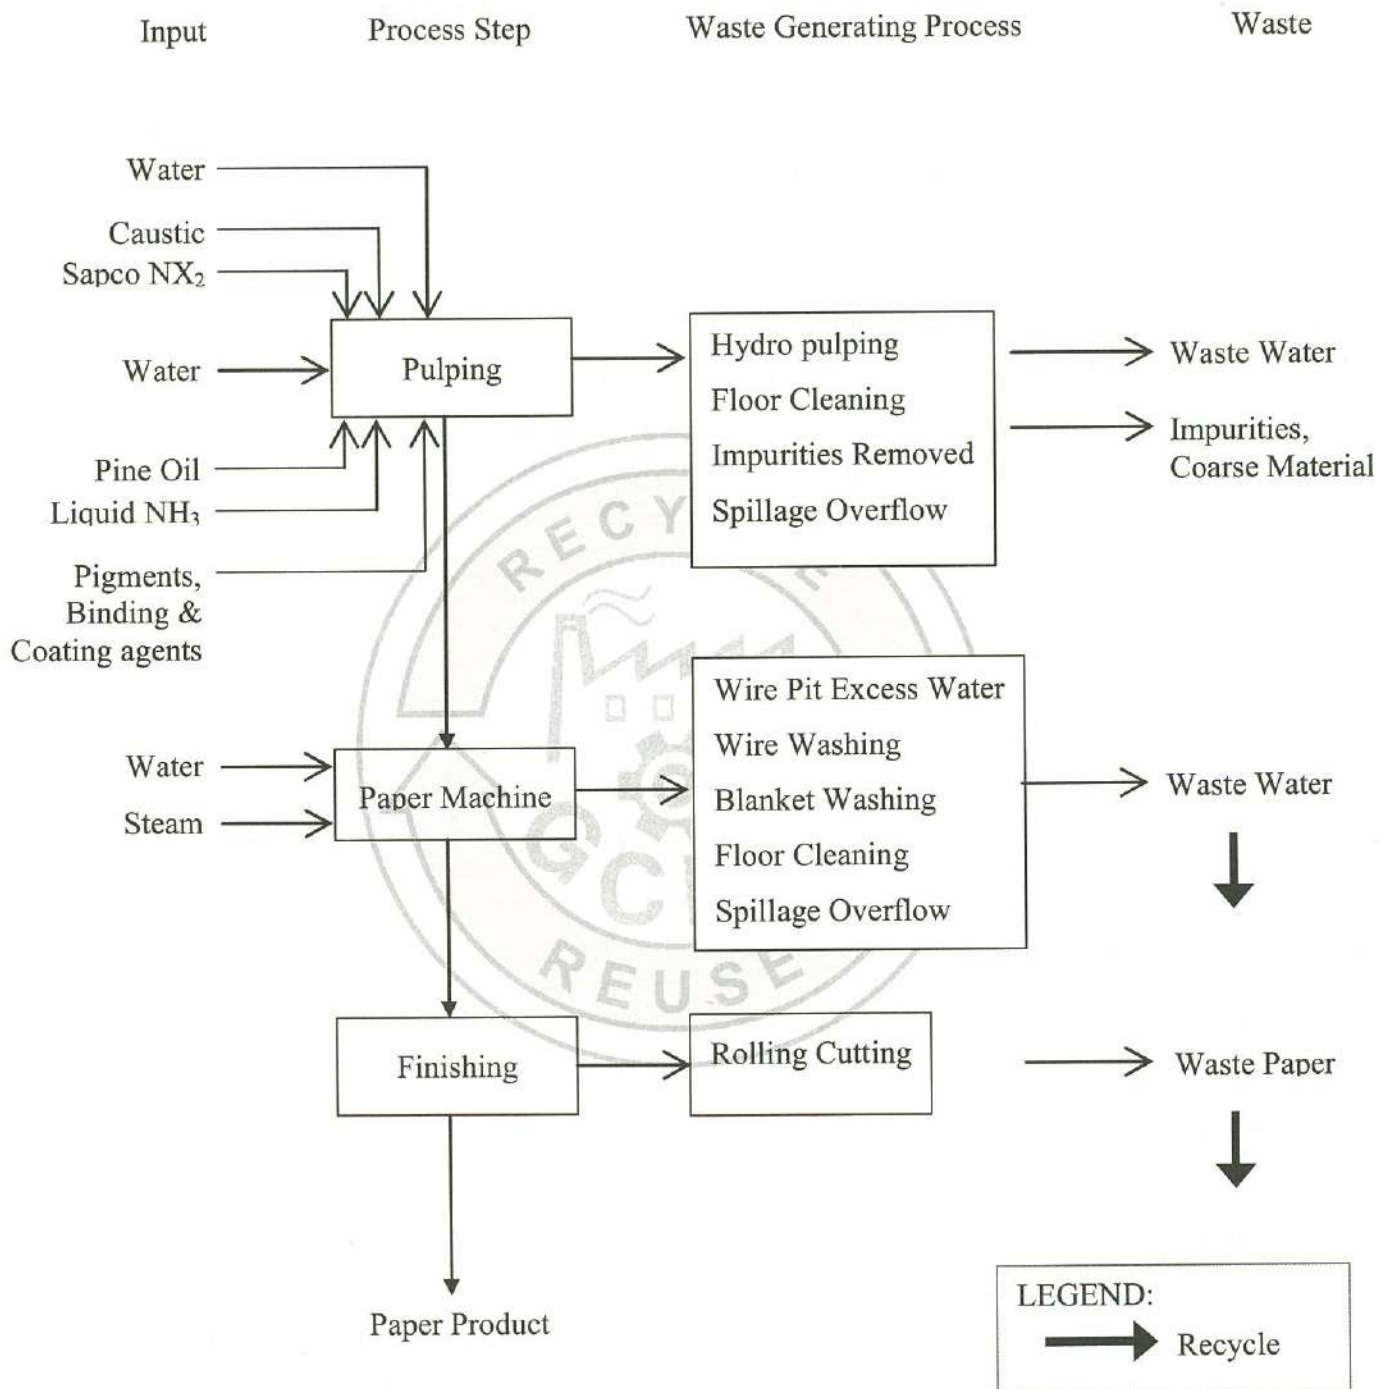 Input Process Step Waste Generating Process Waste
Water
Caustic
Sapco NX₂
Water
Pulping
Pine Oil
Liquid NH₃
Pigments,
Binding &
Coating agents
Hydro pulping
Floor Cleaning
Impurities Removed
Spillage Overflow
Waste Water
Impurities,
Coarse Material
Water
Steam
Paper Machine
Wire Pit Excess Water
Wire Washing
Blanket Washing
Floor Cleaning
Spillage Overflow
Waste Water
Finishing
Rolling Cutting
Waste Paper
Paper Product
LEGEND:
Recycle
REUSE